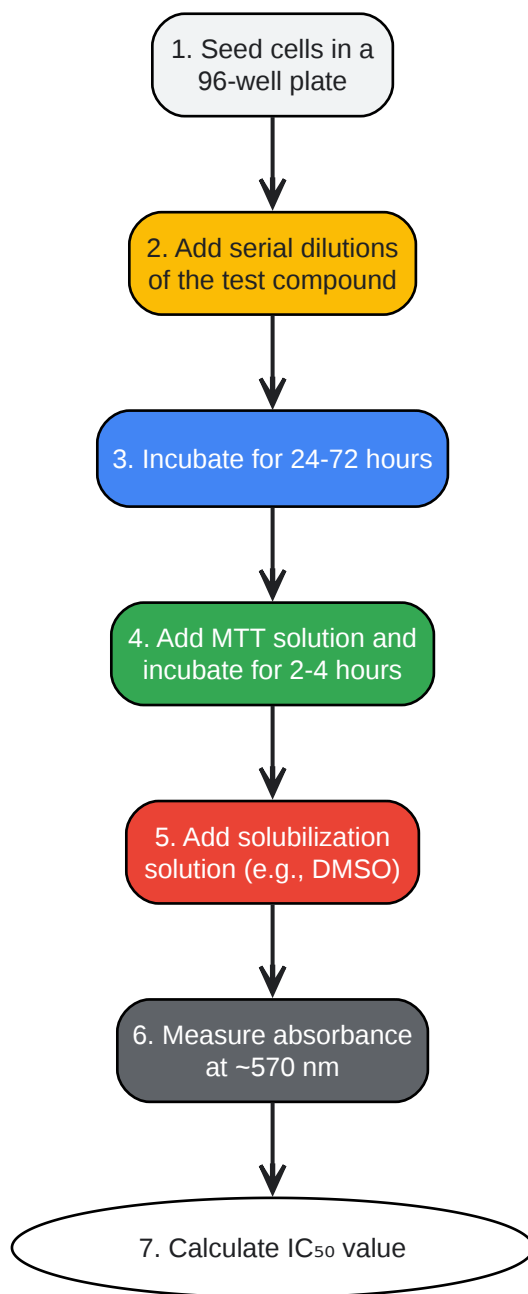 1. Seed cells in a
96-well plate
2. Add serial dilutions
of the test compound
3. Incubate for 24-72 hours
4. Add MTT solution and
incubate for 2-4 hours
5. Add solubilization
solution (e.g., DMSO)
6. Measure absorbance
at ~570 nm
7. Calculate IC₅₀ value